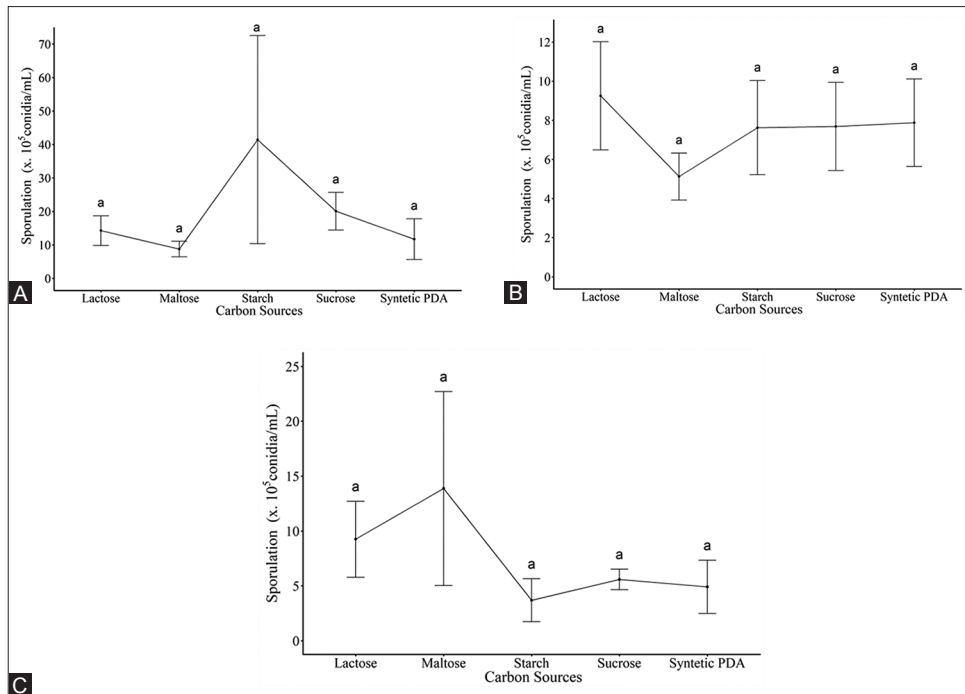 70
60
50
40
30
20
10
0
Sporulation (x. 10⁵conidia/mL)
a
a
a
a
a
Lactose Maltose Starch Sucrose Syntetic PDA
Carbon Sources
A
12
10
8
6
4
2
0
Sporulation (x. 10⁵conidia/mL)
a
a
a
a
a
Lactose Maltose Starch Sucrose Syntetic PDA
Carbon Sources
B
25
20
15
10
5
0
Sporulation (x. 10⁵conidia/mL)
a
a
a
a
a
Lactose Maltose Starch Sucrose Syntetic PDA
Carbon Sources
C